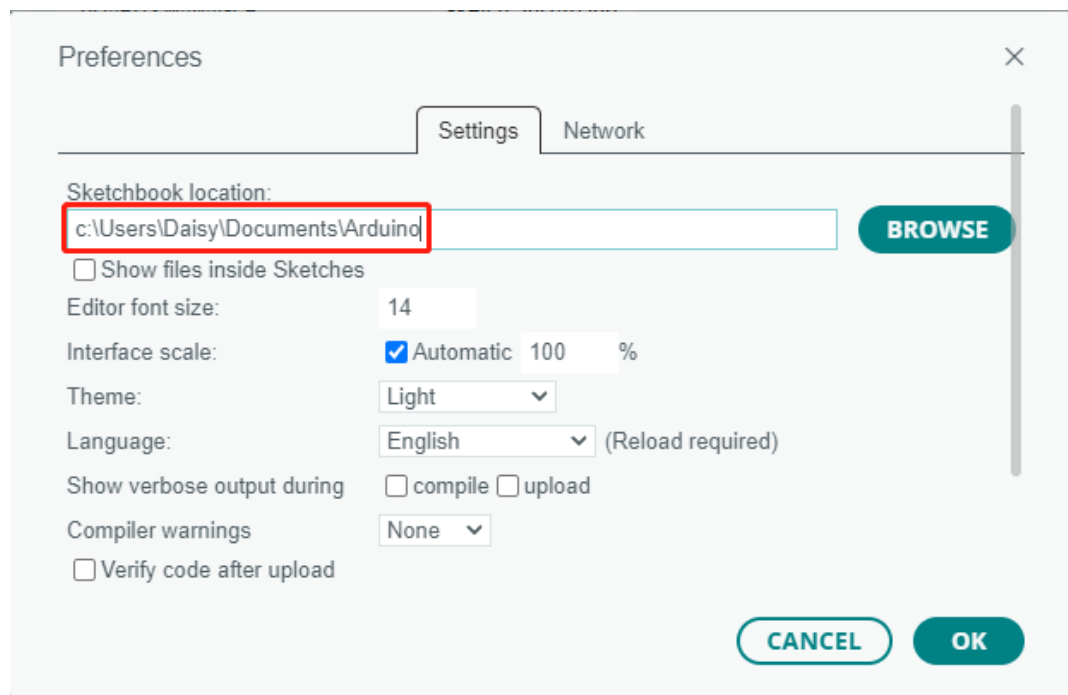 Preferences
Settings Network
Sketchbook location:
c:\Users\Daisy\Documents\Arduino
BROWSE
Show files inside Sketches
Editor font size: 14
Interface scale: Automatic 100 %
Theme: Light
Language: English (Reload required)
Show verbose output during compile upload
Compiler warnings None
Verify code after upload
CANCEL OK